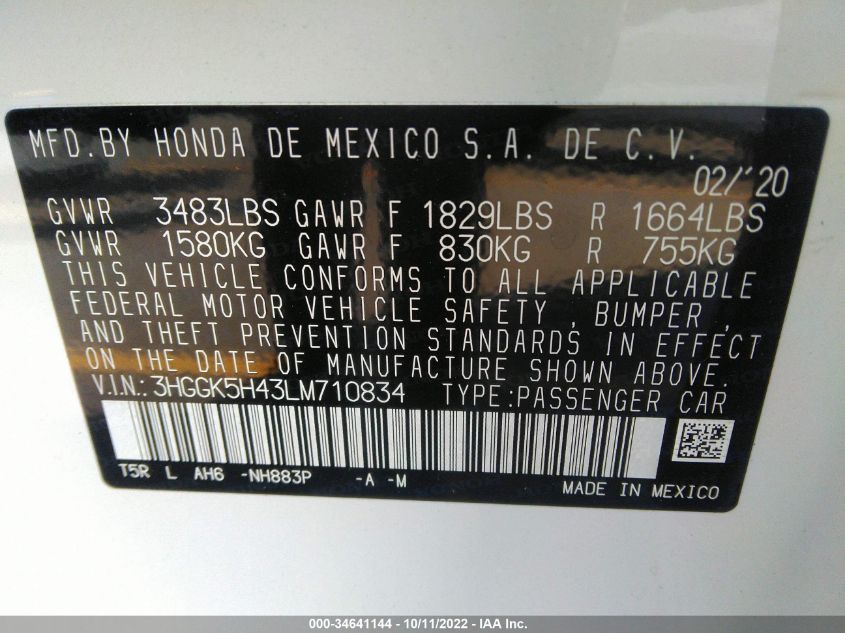 MFD.BY HONDA DE MEXICO S.A. DE C.V.
02/'20
GVWR 3483LBS GAWR F 1829LBS R 1664LBS
GVWR 1580KG GAWR F 830KG R 755KG
THIS VEHICLE CONFORMS TO ALL APPLICABLE
FEDERAL MOTOR VEHICLE SAFETY , BUMPER ,
AND THEFT PREVENTION STANDARDS IN EFFECT
ON THE DATE OF MANUFACTURE SHOWN ABOVE.
V.I.N.: 3HGGK5H43LM710834 TYPE:PASSENGER CAR
T5R L AH6 -NH883P -A -M
MADE IN MEXICO
000-34641144 - 10/11/2022 - IAA Inc.